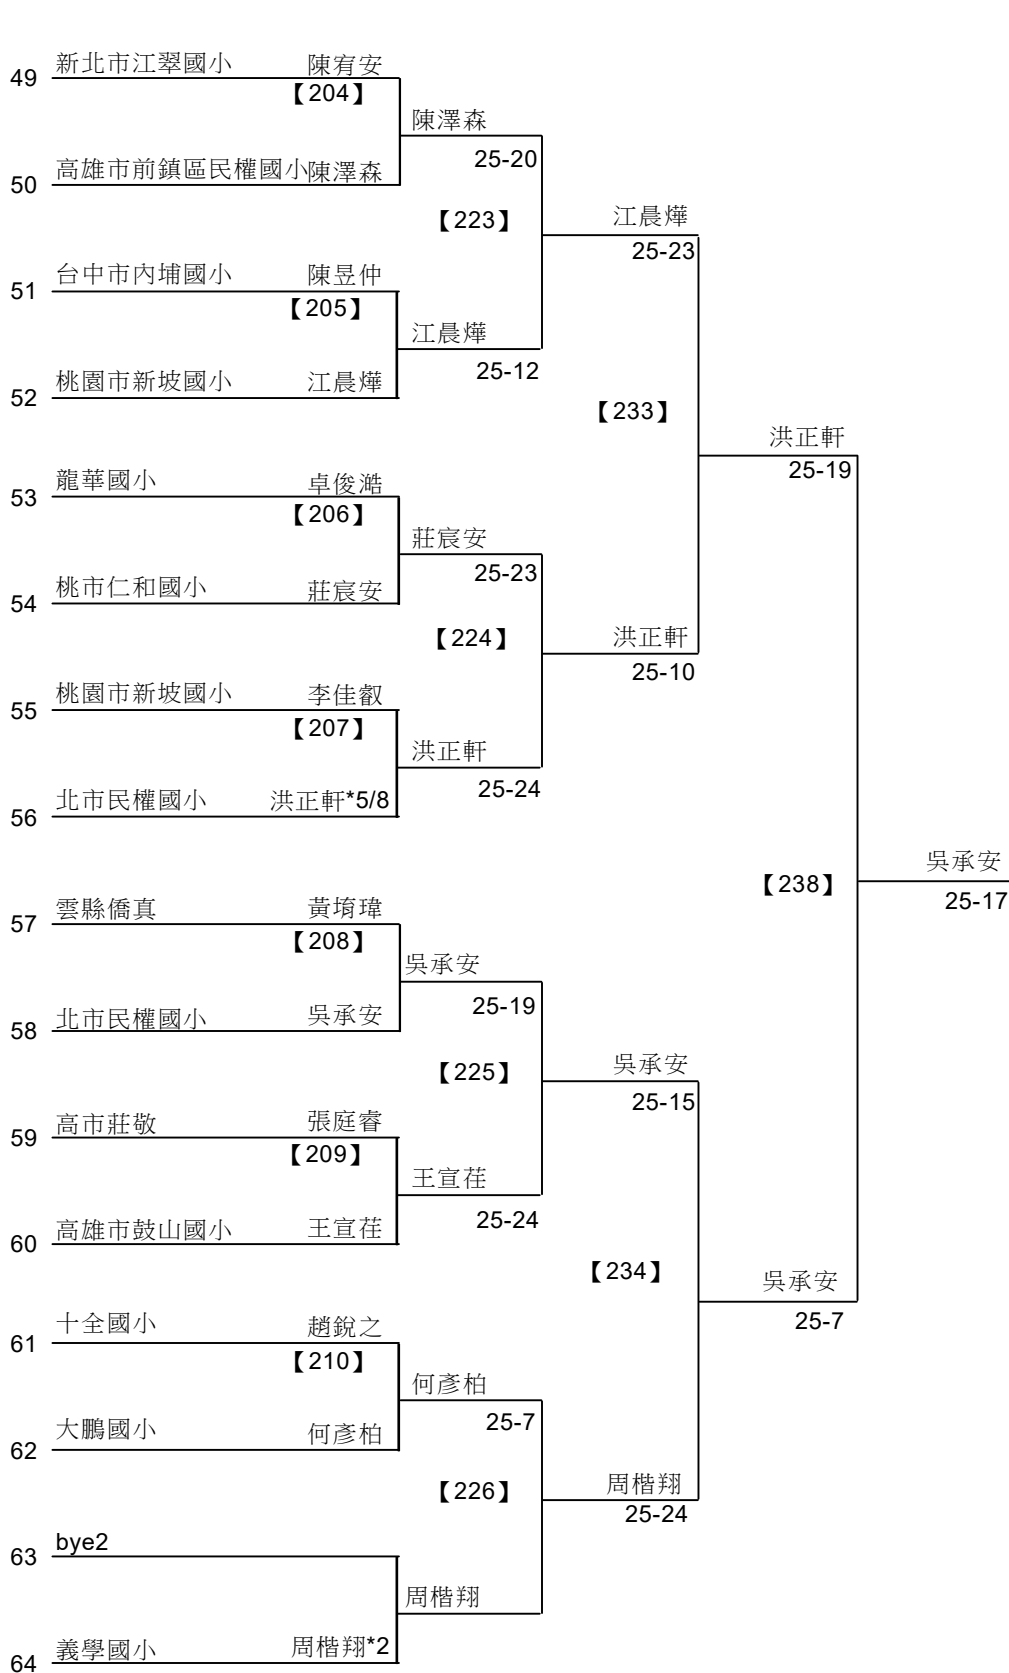 49 新北市江翠國小 陳宥安
【204】
陳澤森
25-20
50 高雄市前鎮區民權國小陳澤森
【223】
江晨燁
25-23
51 台中市內埔國小 陳昱仲
【205】
江晨燁
25-12
52 桃園市新坡國小 江晨燁
【233】
洪正軒
25-19
53 龍華國小 卓俊澔
【206】
莊宸安
25-23
54 桃市仁和國小 莊宸安
【224】
洪正軒
25-10
55 桃園市新坡國小 李佳叡
【207】
洪正軒
25-24
56 北市民權國小 洪正軒*5/8
【238】
吳承安
25-17
57 雲縣僑真 黃堉瑋
【208】
吳承安
25-19
58 北市民權國小 吳承安
【225】
吳承安
25-15
59 高市莊敬 張庭睿
【209】
王宣荏
25-24
60 高雄市鼓山國小 王宣荏
【234】
吳承安
25-7
61 十全國小 趙銳之
【210】
何彥柏
25-7
62 大鵬國小 何彥柏
【226】
周楷翔
25-24
63 bye2
周楷翔
64 義學國小 周楷翔*2